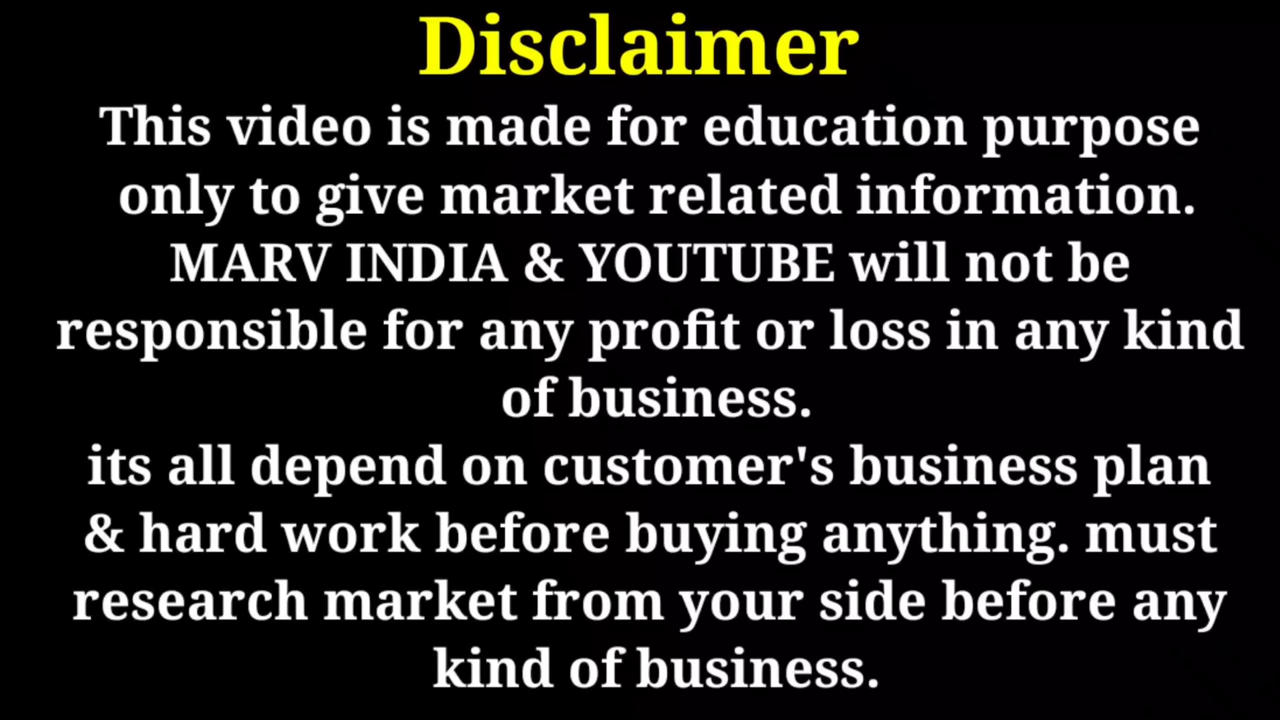 Disclaimer
This video is made for education purpose
only to give market related information.
MARV INDIA & YOUTUBE will not be
responsible for any profit or loss in any kind
of business.
its all depend on customer's business plan
& hard work before buying anything. must
research market from your side before any
kind of business.